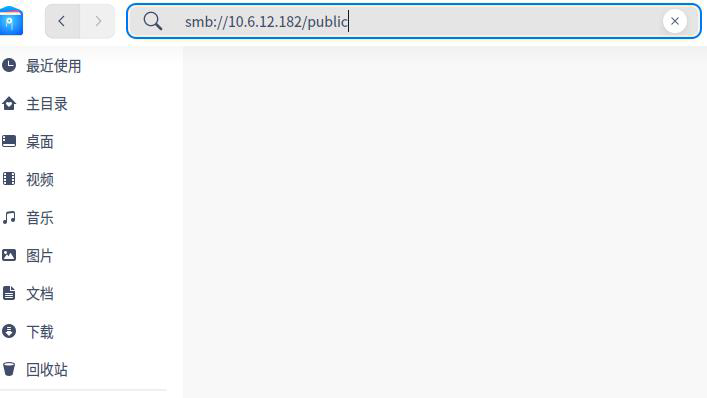 smb://10.6.12.182/public
最近使用
主目录
桌面
视频
音乐
图片
文档
下载
回收站